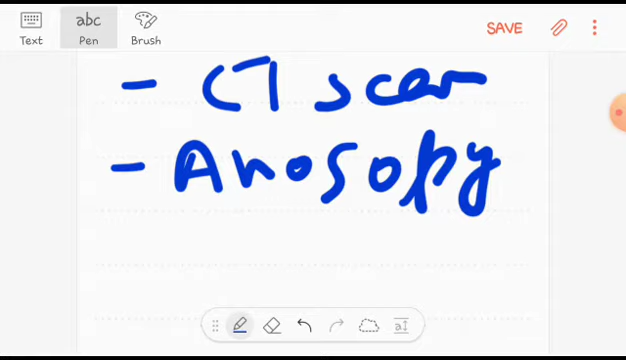 Text
abc
Pen
Brush
SAVE
- CT scan
- Anosopy